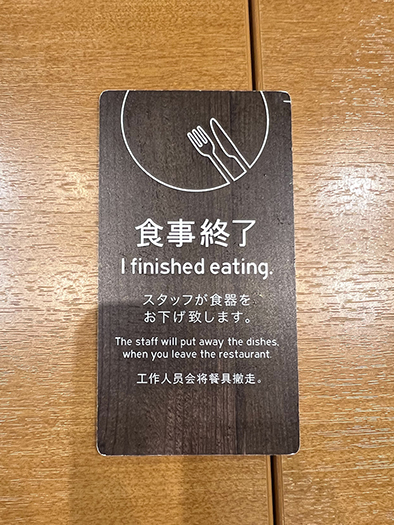 食事終了
I finished eating.
スタッフが食器を
お下げ致します。
The staff will put away the dishes,
when you leave the restaurant.
工作人员会将餐具撤走。